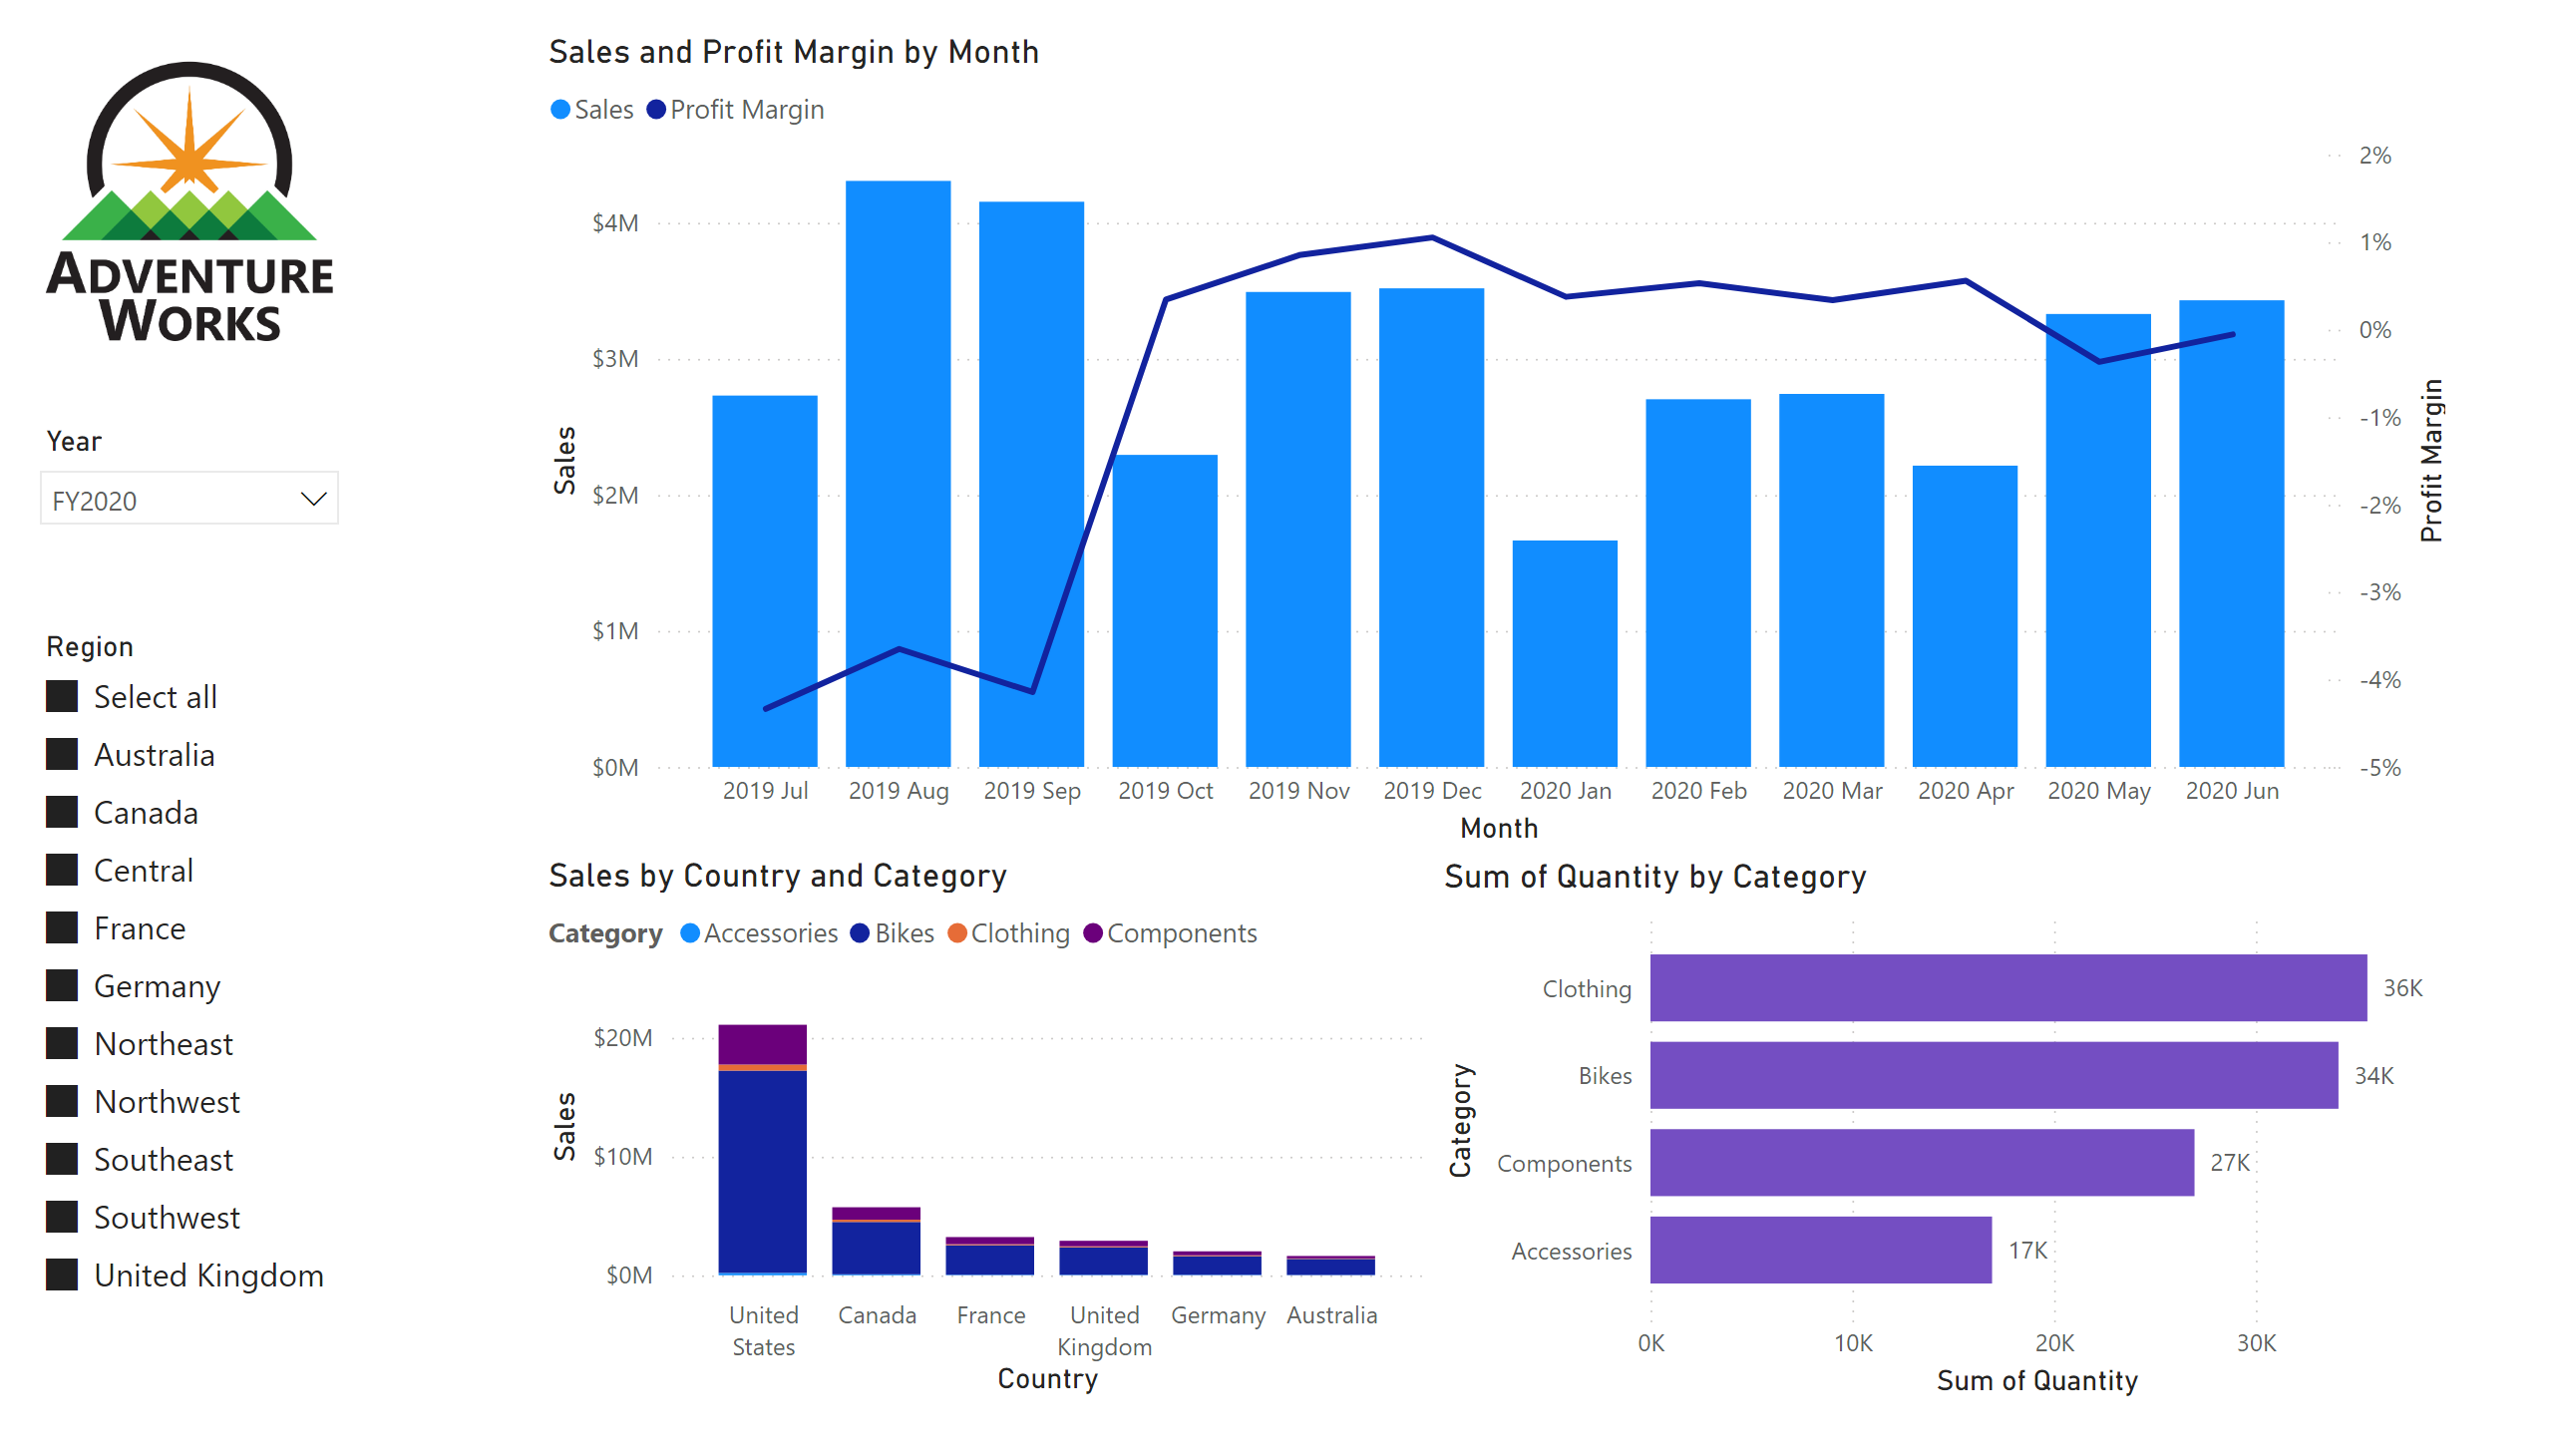 ADVENTURE
WORKS
Year
FY2020
Region
Select all
Australia
Canada
Central
France
Germany
Northeast
Northwest
Southeast
Southwest
United Kingdom
Sales and Profit Margin by Month
Sales Profit Margin
Sales
$4M
$3M
$2M
$1M
$0M
2%
1%
0%
-1%
-2%
-3%
-4%
-5%
Profit Margin
2019 Jul 2019 Aug 2019 Sep 2019 Oct 2019 Nov 2019 Dec 2020 Jan 2020 Feb 2020 Mar 2020 Apr 2020 May 2020 Jun
Month
Sales by Country and Category
Category Accessories Bikes Clothing Components
Sales
$20M
$10M
$0M
United States Canada France United Kingdom Germany Australia
Country
Sum of Quantity by Category
Category
Clothing 36K
Bikes 34K
Components 27K
Accessories 17K
0K 10K 20K 30K
Sum of Quantity